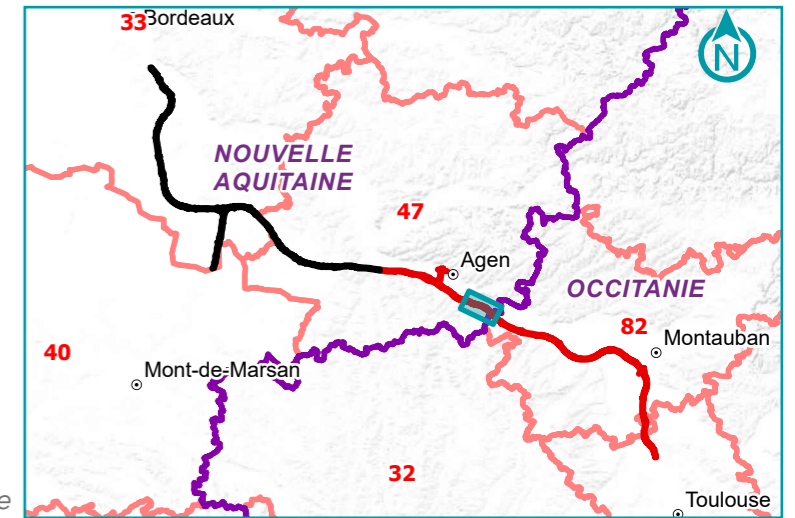 33
Bordeaux
N
NOUVELLE
AQUITAINE
47
Agen
OCCITANIE
82
Montauban
40
Mont-de-Marsan
32
e
Toulouse